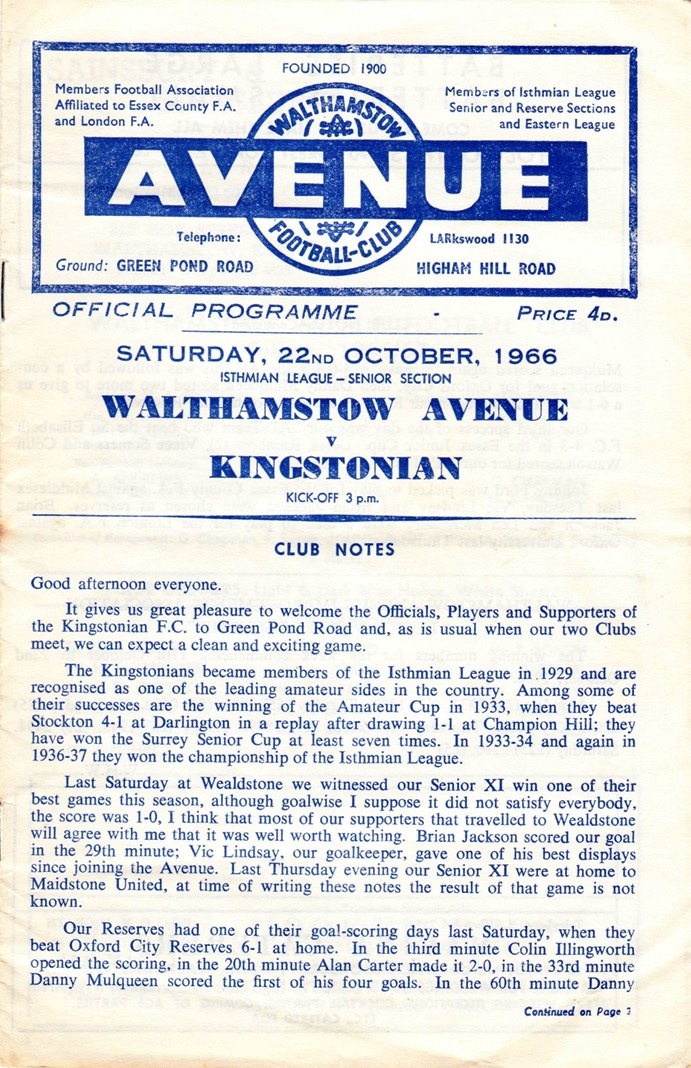 FOUNDED 1900
Members Football Association
Affiliated to Essex County F.A.
and London F.A.
Members of Isthmian League
Senior and Reserve Sections
and Eastern League
WALTHAMSTOW
AVENUE
FOOTBALL-CLUB
Telephone: LARkswood 1130
Ground: GREEN POND ROAD HIGHAM HILL ROAD
OFFICIAL PROGRAMME - PRICE 4D.
SATURDAY, 22ND OCTOBER, 1966
ISTHMIAN LEAGUE – SENIOR SECTION
WALTHAMSTOW AVENUE
v
KINGSTONIAN
KICK-OFF 3 p.m.
CLUB NOTES
Good afternoon everyone.
It gives us great pleasure to welcome the Officials, Players and Supporters of
the Kingstonian F.C. to Green Pond Road and, as is usual when our two Clubs
meet, we can expect a clean and exciting game.
The Kingstonians became members of the Isthmian League in 1929 and are
recognised as one of the leading amateur sides in the country. Among some of
their successes are the winning of the Amateur Cup in 1933, when they beat
Stockton 4-1 at Darlington in a replay after drawing 1-1 at Champion Hill; they
have won the Surrey Senior Cup at least seven times. In 1933-34 and again in
1936-37 they won the championship of the Isthmian League.
Last Saturday at Wealdstone we witnessed our Senior XI win one of their
best games this season, although goalwise I suppose it did not satisfy everybody,
the score was 1-0, I think that most of our supporters that travelled to Wealdstone
will agree with me that it was well worth watching. Brian Jackson scored our goal
in the 29th minute; Vic Lindsay, our goalkeper, gave one of his best displays
since joining the Avenue. Last Thursday evening our Senior XI were at home to
Maidstone United, at time of writing these notes the result of that game is not
known.
Our Reserves had one of their goal-scoring days last Saturday, when they
beat Oxford City Reserves 6-1 at home. In the third minute Colin Illingworth
opened the scoring, in the 20th minute Alan Carter made it 2-0, in the 33rd minute
Danny Mulqueen scored the first of his four goals. In the 60th minute Danny
Continued on Page